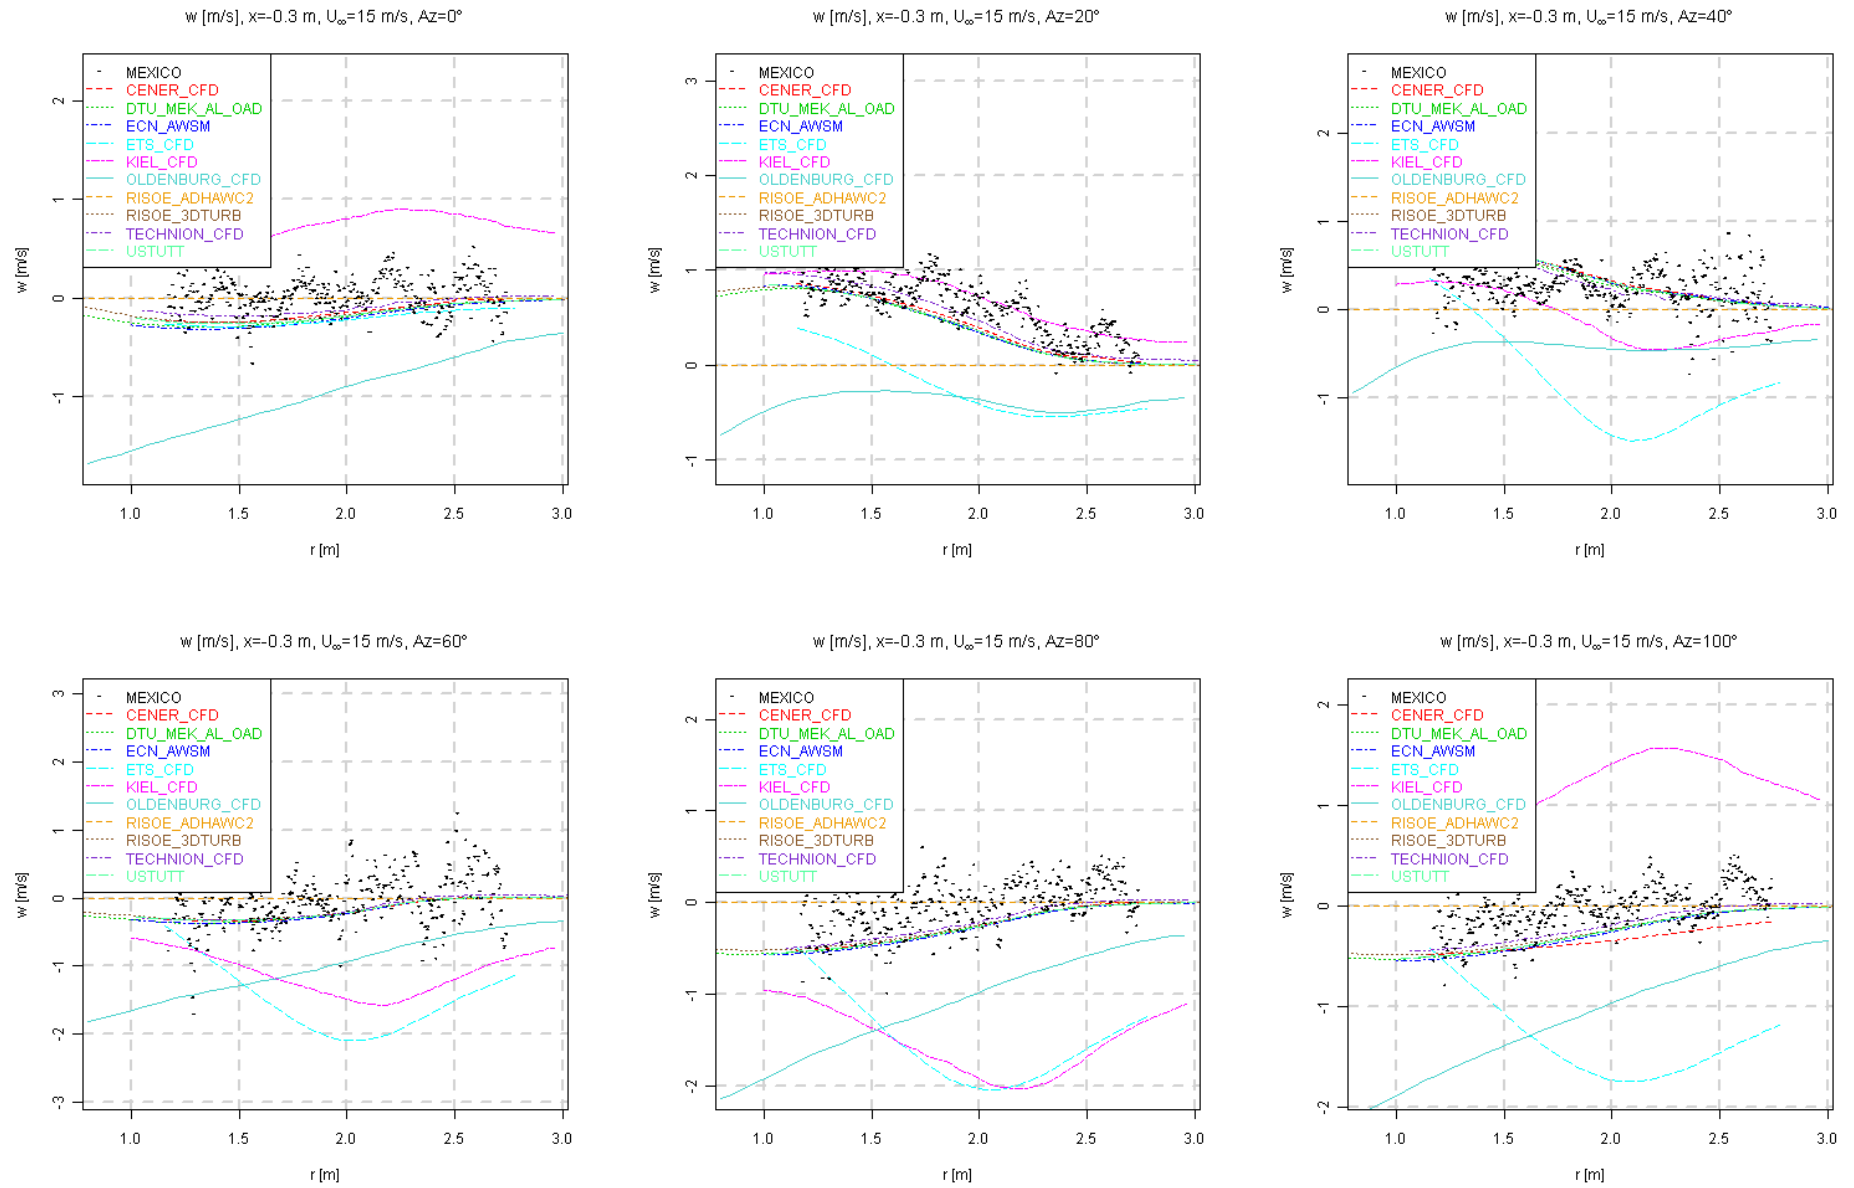 w [m/s], x=-0.3 m, U∞=15 m/s, Az=0°
2
1
0
-1
w [m/s]
MEXICO
CENER_CFD
DTU_MEK_AL_OAD
ECN_AWSM
ETS_CFD
KIEL_CFD
OLDENBURG_CFD
RISOE_ADHAWC2
RISOE_3DTURB
TECHNION_CFD
USTUTT
1.0 1.5 2.0 2.5 3.0
r [m]
w [m/s], x=-0.3 m, U∞=15 m/s, Az=20°
3
2
1
0
-1
w [m/s]
MEXICO
CENER_CFD
DTU_MEK_AL_OAD
ECN_AWSM
ETS_CFD
KIEL_CFD
OLDENBURG_CFD
RISOE_ADHAWC2
RISOE_3DTURB
TECHNION_CFD
USTUTT
1.0 1.5 2.0 2.5 3.0
r [m]
w [m/s], x=-0.3 m, U∞=15 m/s, Az=40°
2
1
0
-1
w [m/s]
MEXICO
CENER_CFD
DTU_MEK_AL_OAD
ECN_AWSM
ETS_CFD
KIEL_CFD
OLDENBURG_CFD
RISOE_ADHAWC2
RISOE_3DTURB
TECHNION_CFD
USTUTT
1.0 1.5 2.0 2.5 3.0
r [m]
w [m/s], x=-0.3 m, U∞=15 m/s, Az=60°
3
2
1
0
-1
-2
-3
w [m/s]
MEXICO
CENER_CFD
DTU_MEK_AL_OAD
ECN_AWSM
ETS_CFD
KIEL_CFD
OLDENBURG_CFD
RISOE_ADHAWC2
RISOE_3DTURB
TECHNION_CFD
USTUTT
1.0 1.5 2.0 2.5 3.0
r [m]
w [m/s], x=-0.3 m, U∞=15 m/s, Az=80°
2
1
0
-1
-2
w [m/s]
MEXICO
CENER_CFD
DTU_MEK_AL_OAD
ECN_AWSM
ETS_CFD
KIEL_CFD
OLDENBURG_CFD
RISOE_ADHAWC2
RISOE_3DTURB
TECHNION_CFD
USTUTT
1.0 1.5 2.0 2.5 3.0
r [m]
w [m/s], x=-0.3 m, U∞=15 m/s, Az=100°
2
1
0
-1
-2
w [m/s]
MEXICO
CENER_CFD
DTU_MEK_AL_OAD
ECN_AWSM
ETS_CFD
KIEL_CFD
OLDENBURG_CFD
RISOE_ADHAWC2
RISOE_3DTURB
TECHNION_CFD
USTUTT
1.0 1.5 2.0 2.5 3.0
r [m]